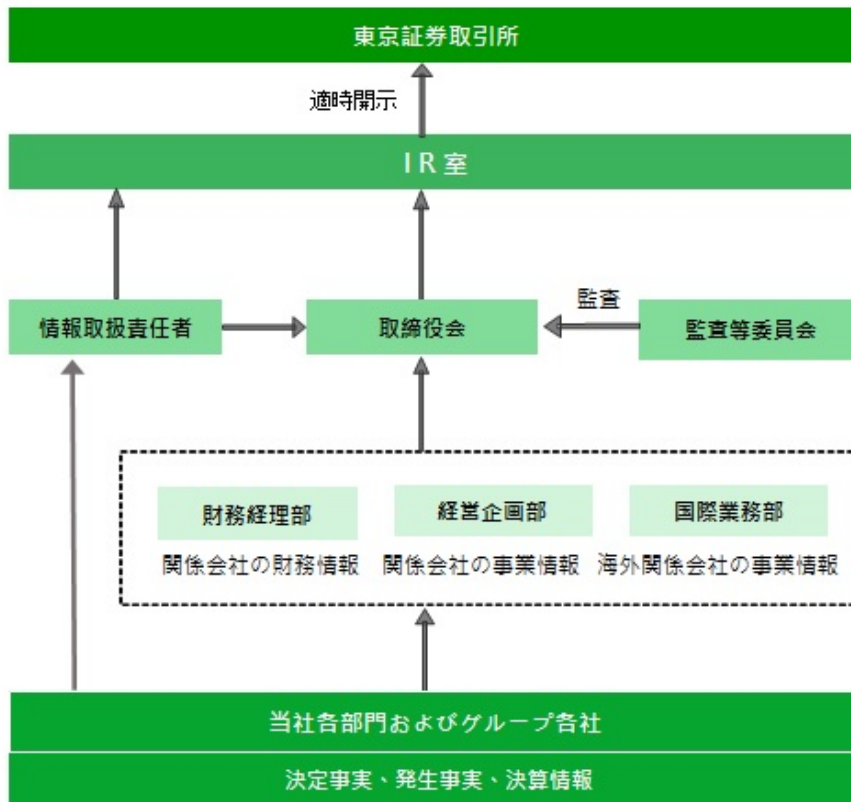 東京証券取引所
適時開示
IR室
監査
情報取扱責任者
取締役会
監査等委員会
財務経理部
経営企画部
国際業務部
関係会社の財務情報
関係会社の事業情報
海外関係会社の事業情報
当社各部門およびグループ各社
決定事実、発生事実、決算情報